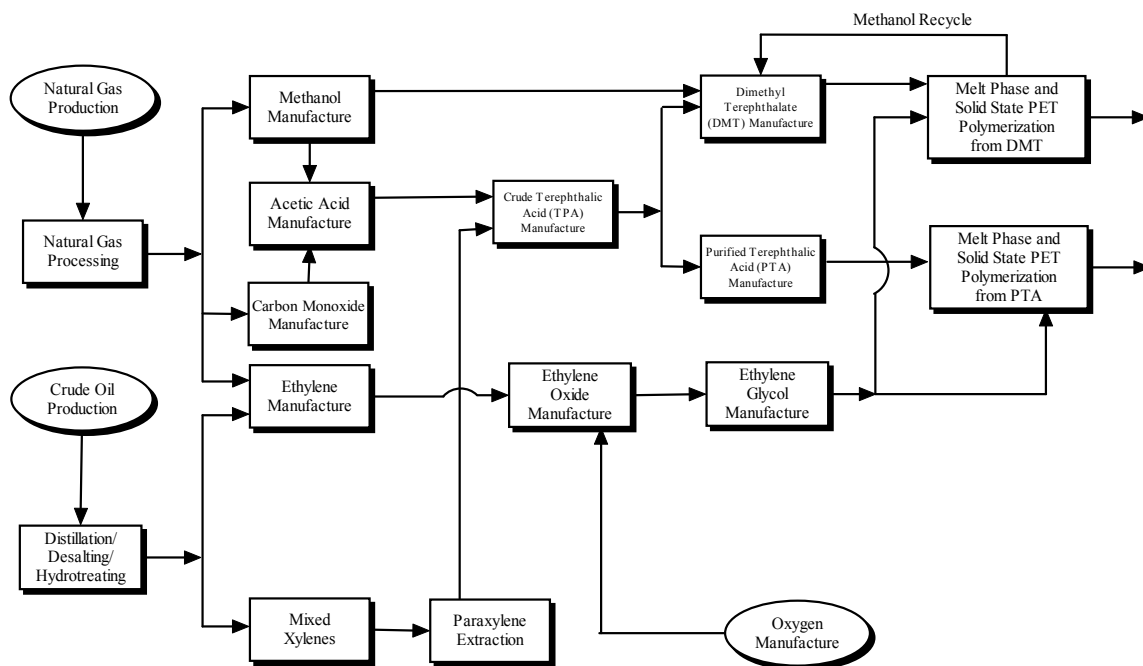 Methanol Recycle
Natural Gas
Production
Methanol
Manufacture
Dimethyl
Terephthalate
(DMT) Manufacture
Melt Phase and
Solid State PET
Polymerization
from DMT
Acetic Acid
Manufacture
Crude Terephthalic
Acid (TPA)
Manufacture
Natural Gas
Processing
Purified Terephthalic
Acid (PTA)
Manufacture
Melt Phase and
Solid State PET
Polymerization
from PTA
Carbon Monoxide
Manufacture
Crude Oil
Production
Ethylene
Manufacture
Ethylene
Oxide
Manufacture
Ethylene
Glycol
Manufacture
Distillation/
Desalting/
Hydrotreating
Mixed
Xylenes
Paraxylene
Extraction
Oxygen
Manufacture